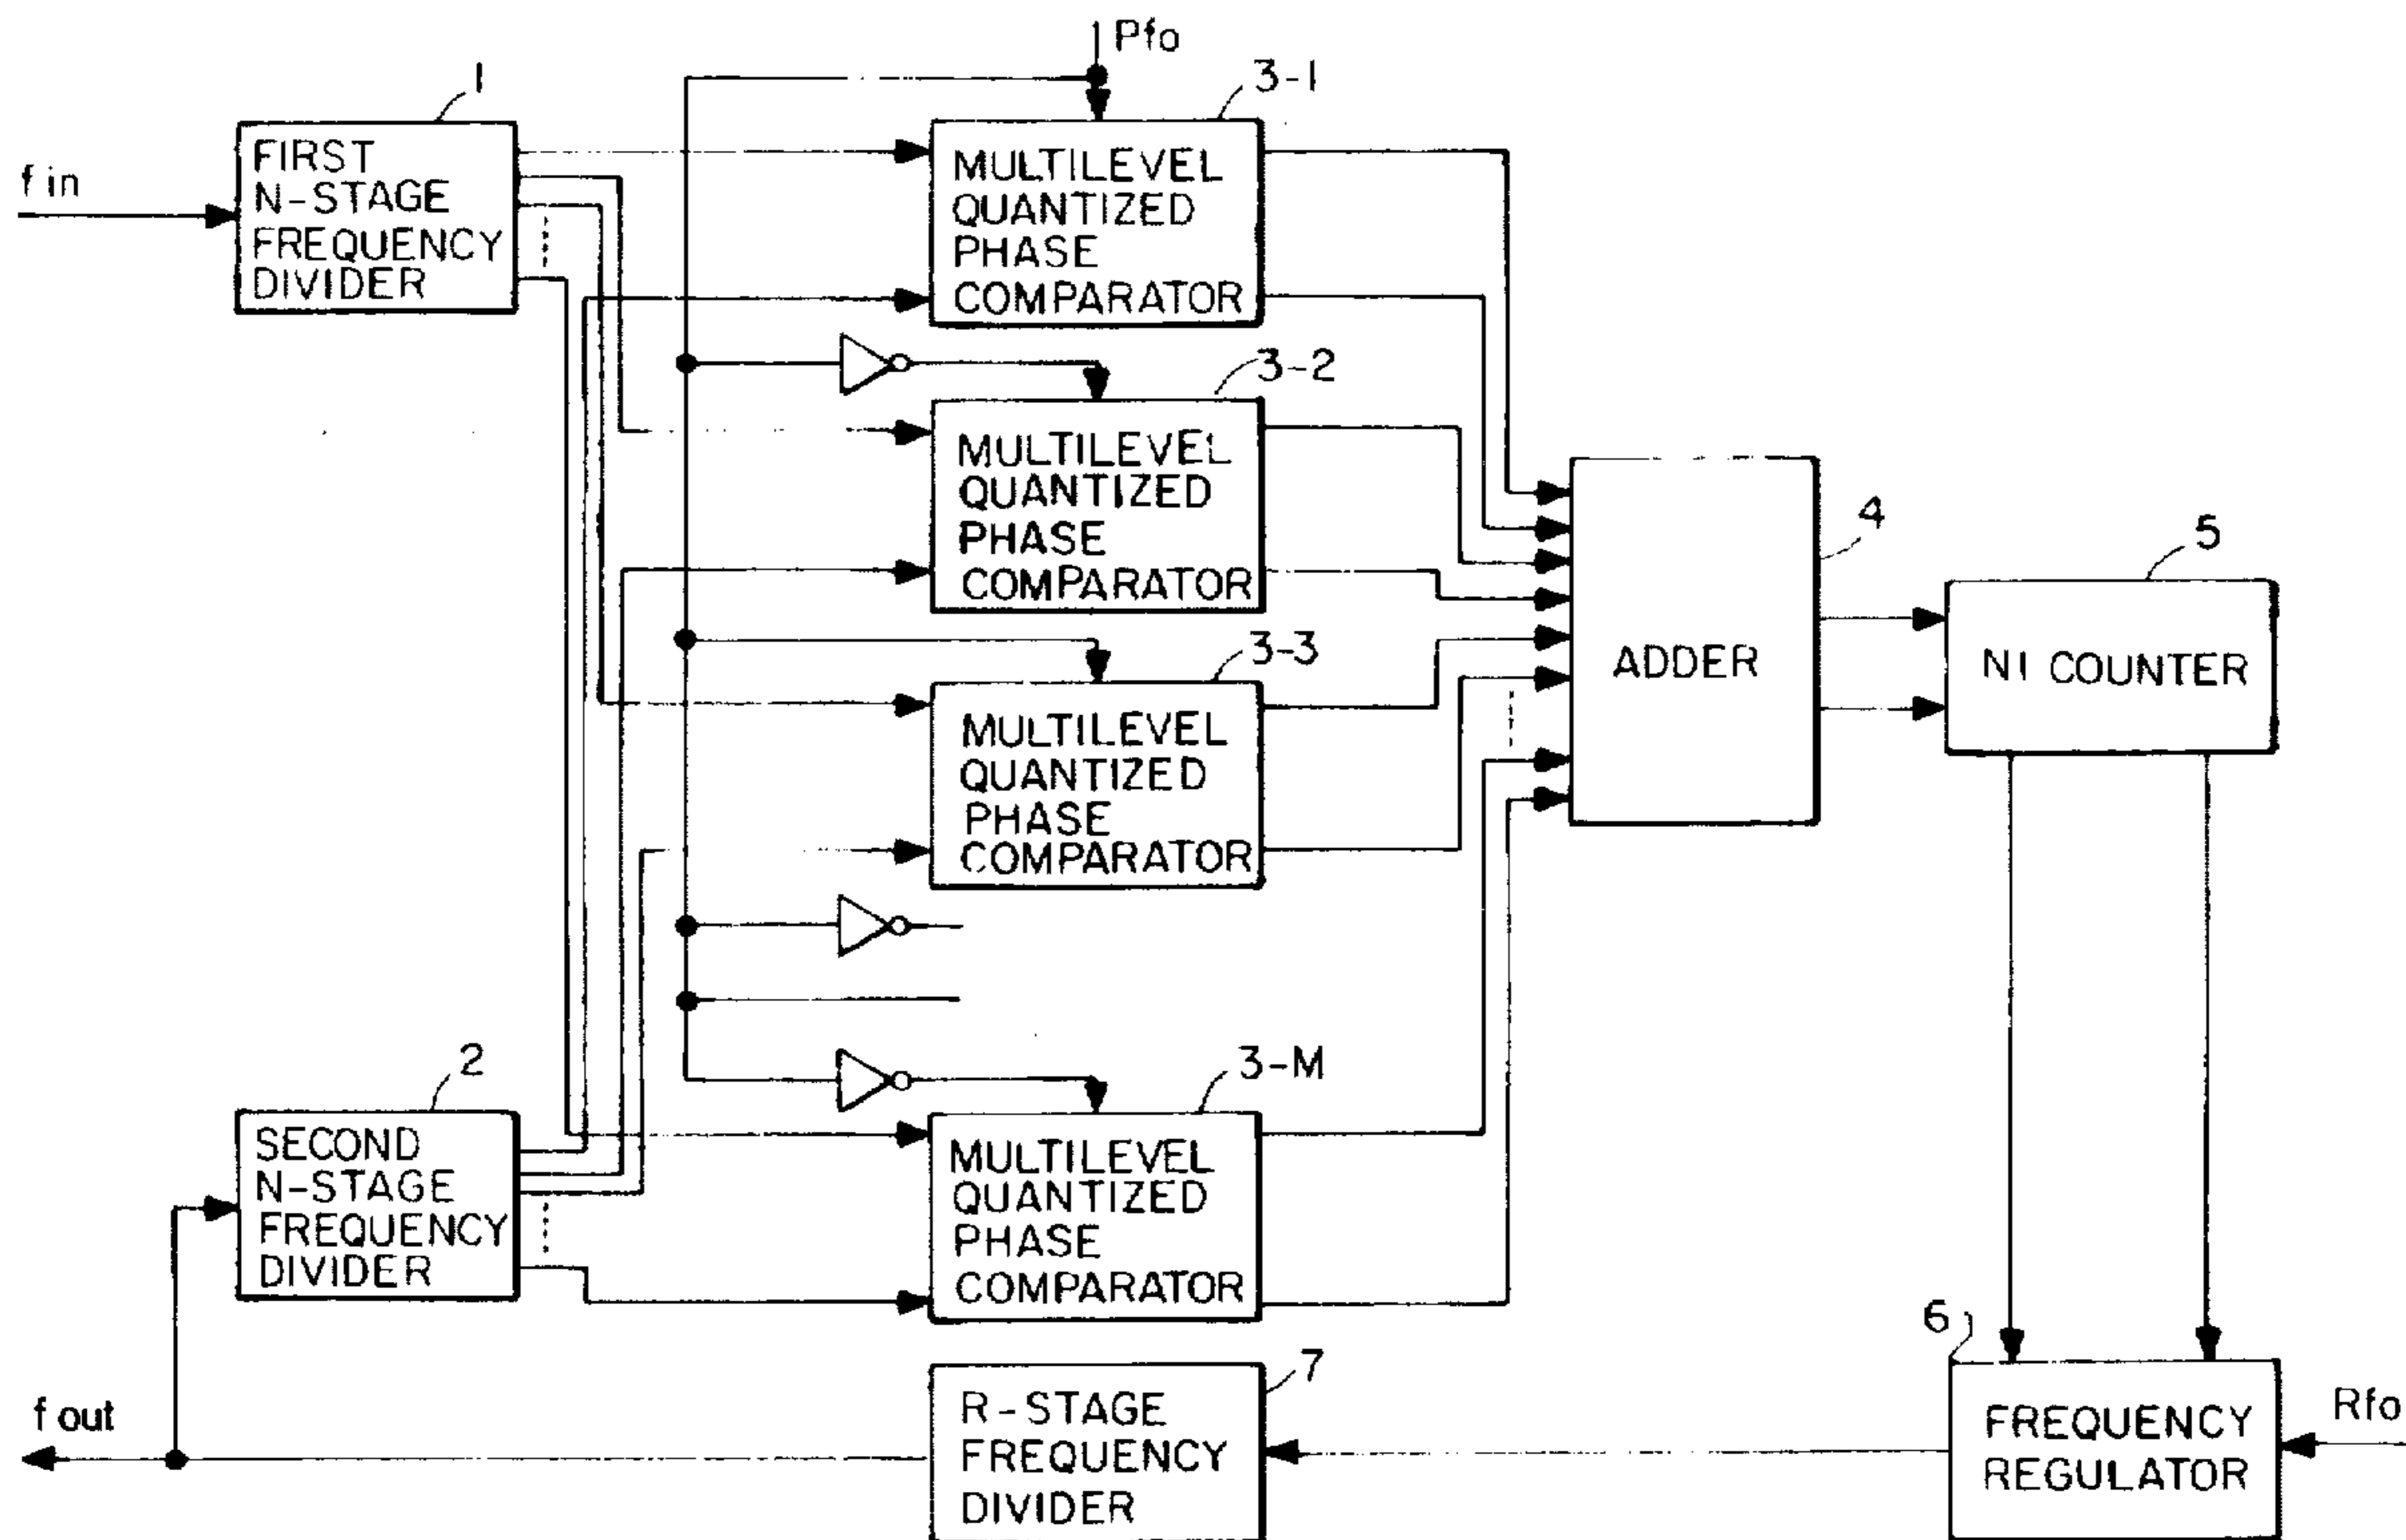 Pfo
1
3-1
FIRST
N-STAGE
FREQUENCY
DIVIDER
f in
MULTILEVEL
QUANTIZED
PHASE
COMPARATOR
3-2
MULTILEVEL
QUANTIZED
PHASE
COMPARATOR
4
5
3-3
ADDER
N1 COUNTER
MULTILEVEL
QUANTIZED
PHASE
COMPARATOR
2
3-M
SECOND
N-STAGE
FREQUENCY
DIVIDER
MULTILEVEL
QUANTIZED
PHASE
COMPARATOR
6
7
f out
R-STAGE
FREQUENCY
DIVIDER
FREQUENCY
REGULATOR
Rfo